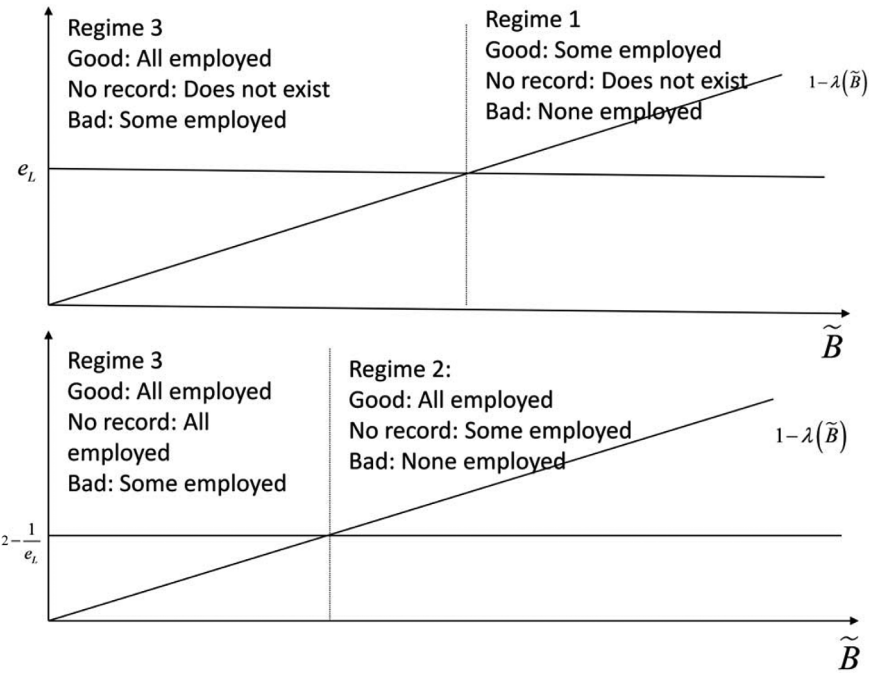 Regime 3
Good: All employed
No record: Does not exist
Bad: Some employed
Regime 1
Good: Some employed
No record: Does not exist
Bad: None employed
1−λ(B̃)
e_L
B̃
Regime 3
Good: All employed
No record: All
employed
Bad: Some employed
Regime 2:
Good: All employed
No record: Some employed
Bad: None employed
1−λ(B̃)
2−1/e_L
B̃